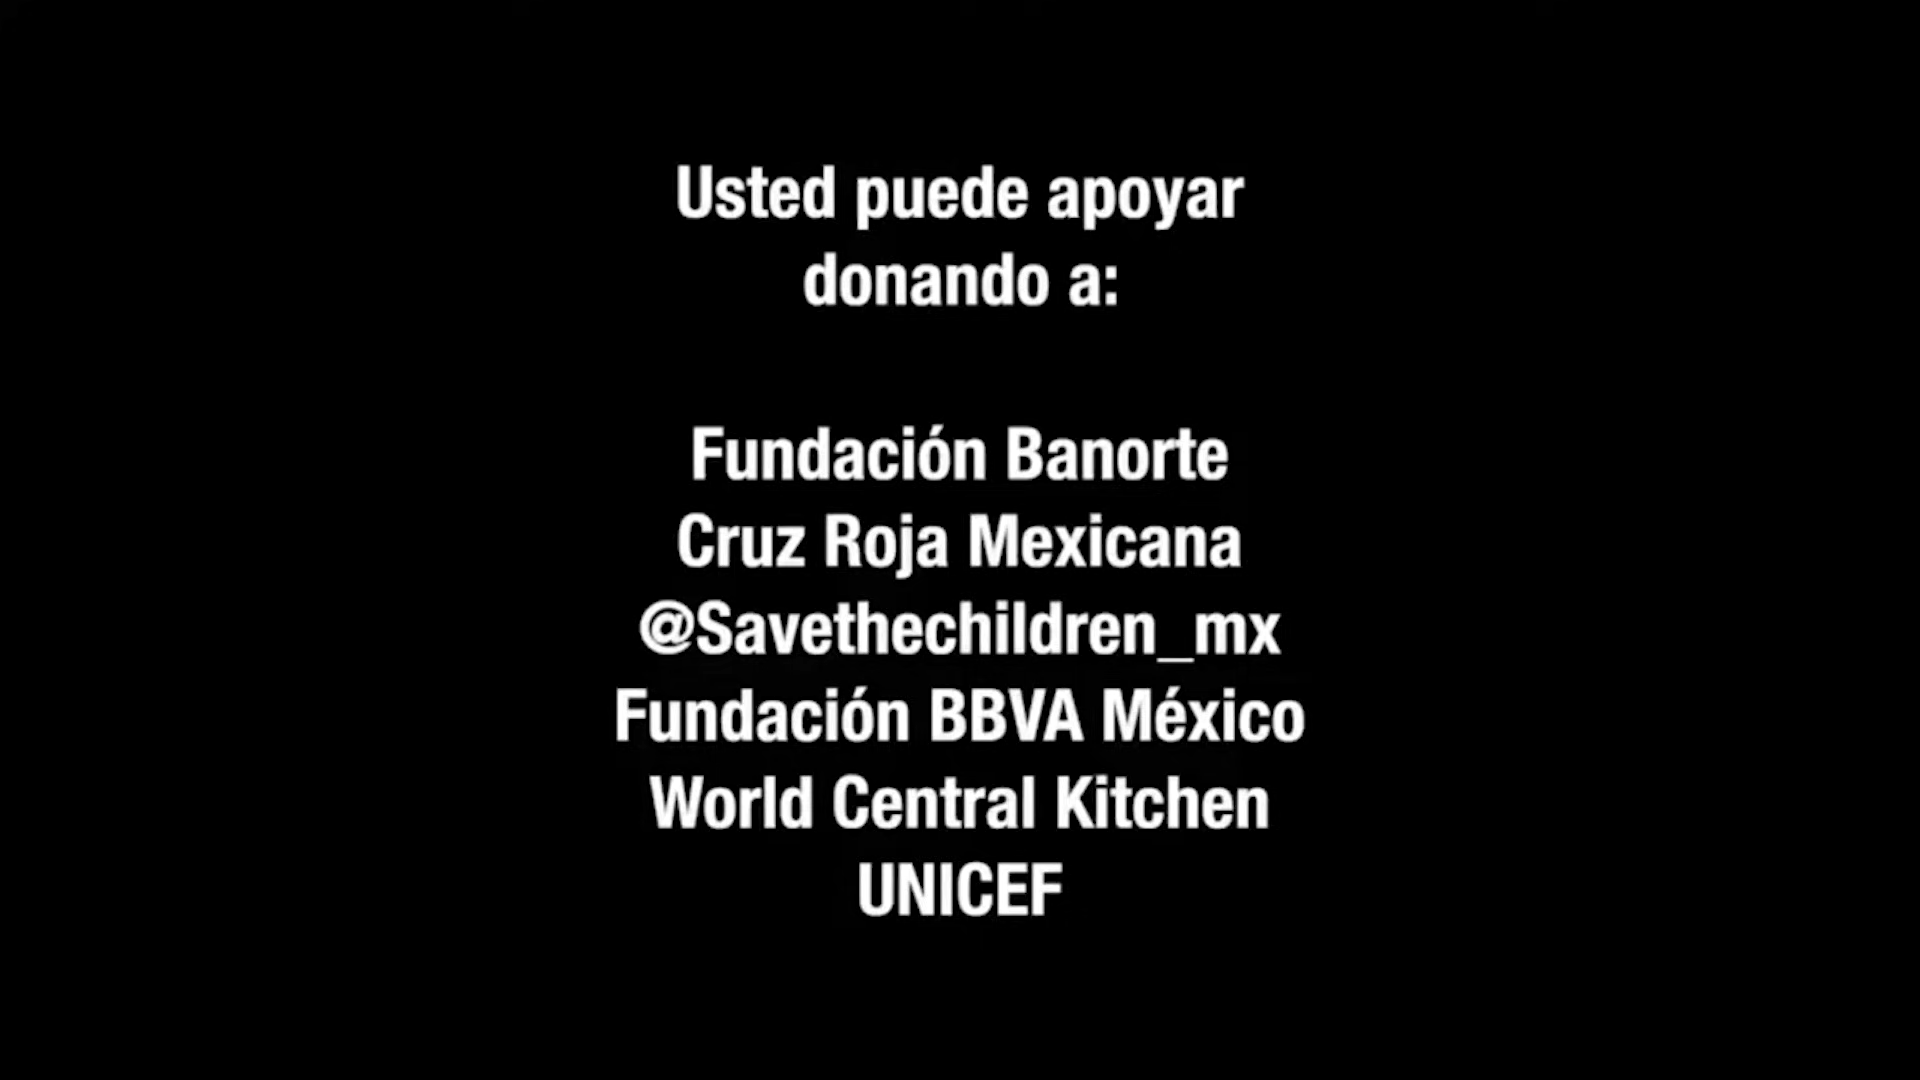 Usted puede apoyar
donando a:
Fundación Banorte
Cruz Roja Mexicana
@Savethechildren_mx
Fundación BBVA México
World Central Kitchen
UNICEF